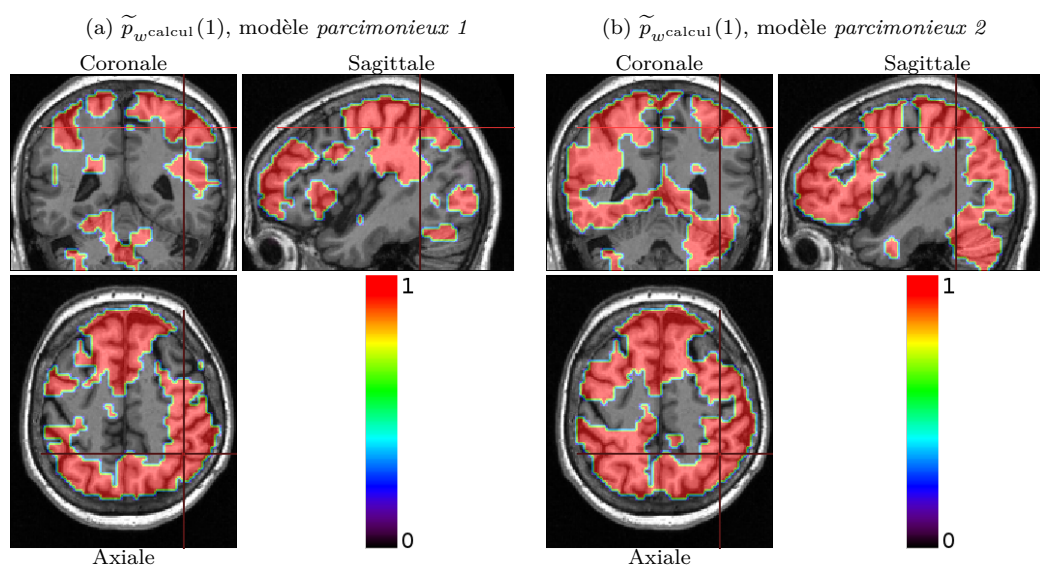 (a) p̃_{w^calcul}(1), modèle parcimonieux 1
Coronale
Sagittale
1
0
Axiale
(b) p̃_{w^calcul}(1), modèle parcimonieux 2
Coronale
Sagittale
1
0
Axiale